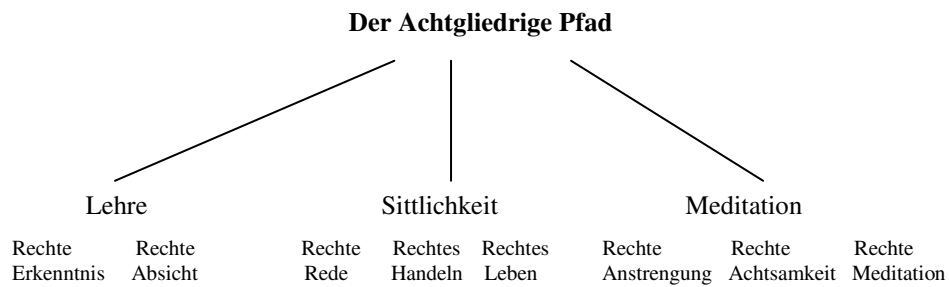 Der Achtgliedrige Pfad
Lehre Sittlichkeit Meditation
Rechte Rechte Rechte Rechtes Rechtes Rechte Rechte Rechte
Erkenntnis Absicht Rede Handeln Leben Anstrengung Achtsamkeit Meditation